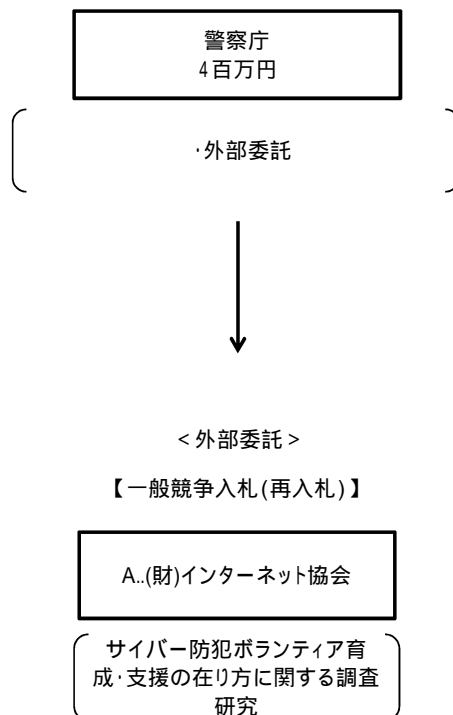 警察庁
4百万円
・外部委託
<外部委託>
【一般競争入札(再入札)】
A..(財)インターネット協会
サイバー防犯ボランティア育
成・支援の在り方に関する調査
研究